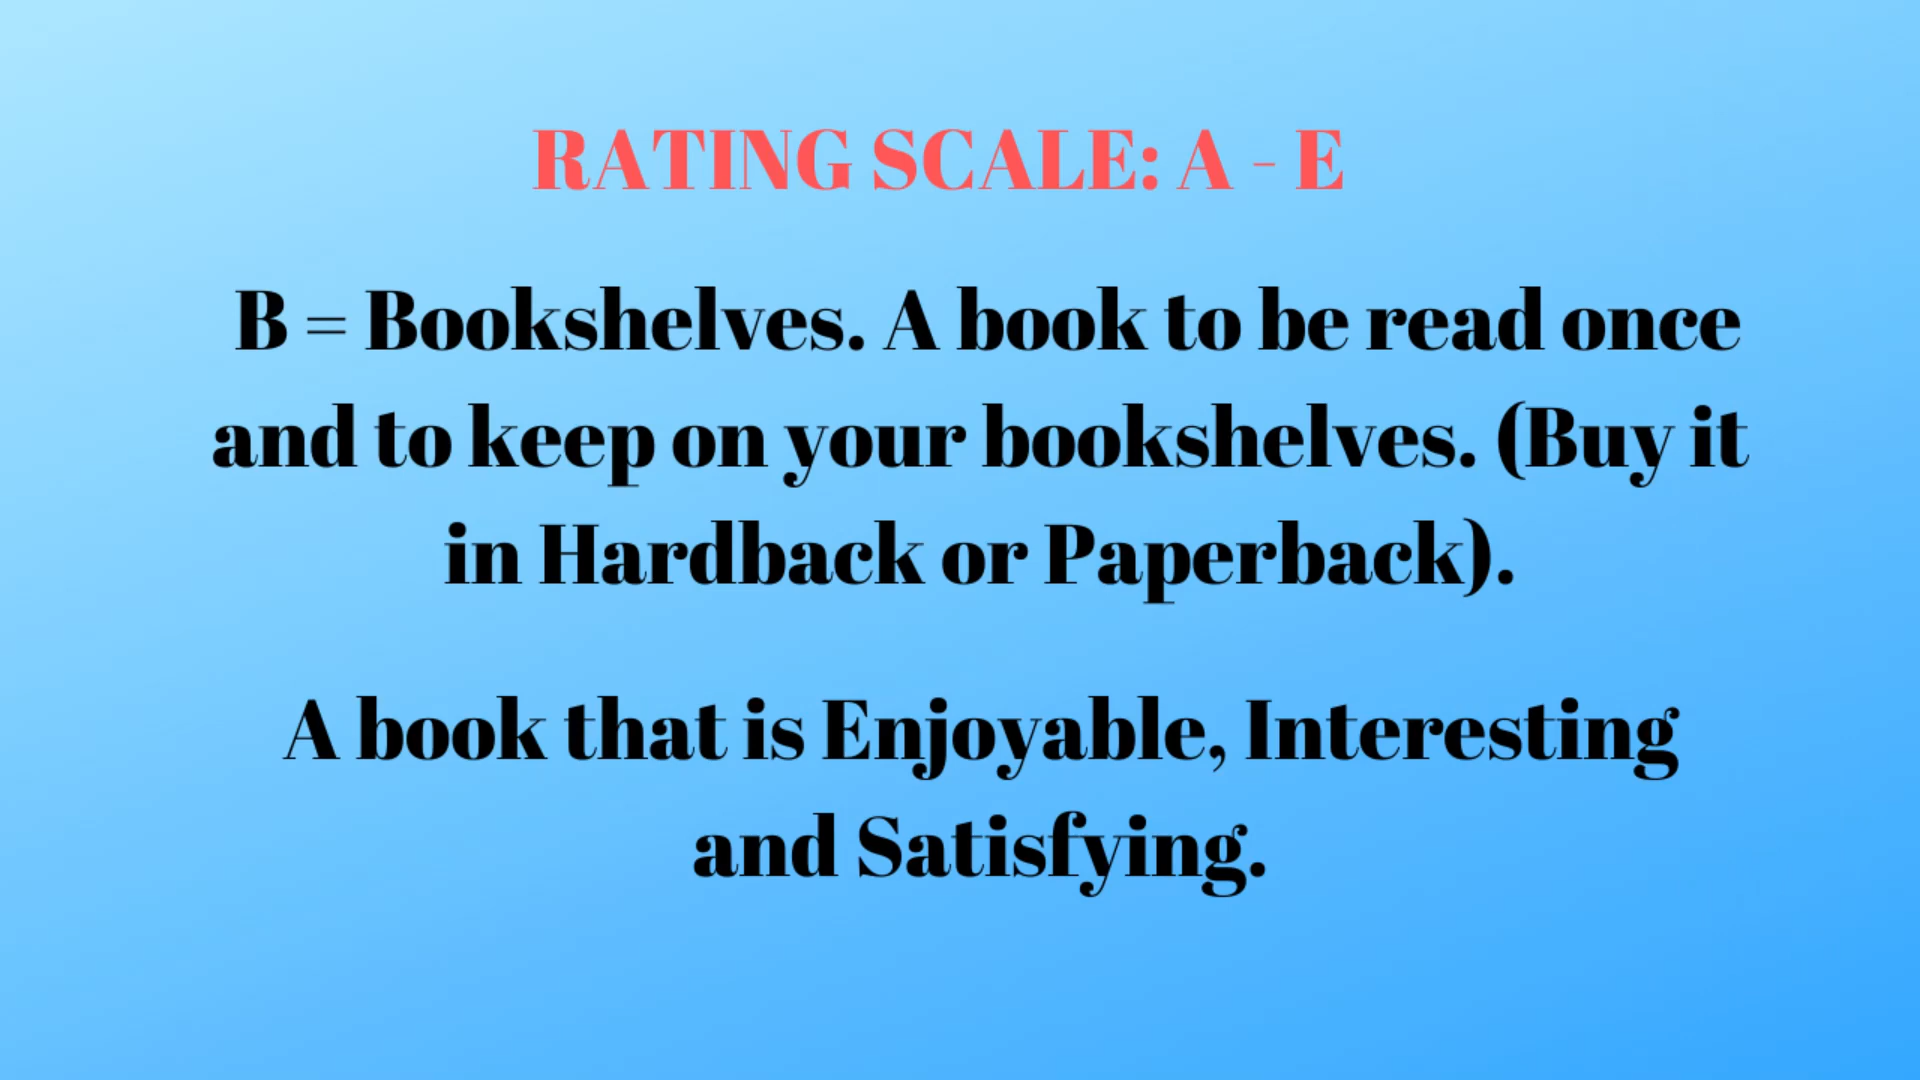 RATING SCALE: A - E
B = Bookshelves. A book to be read once
and to keep on your bookshelves. (Buy it
in Hardback or Paperback).
A book that is Enjoyable, Interesting
and Satisfying.